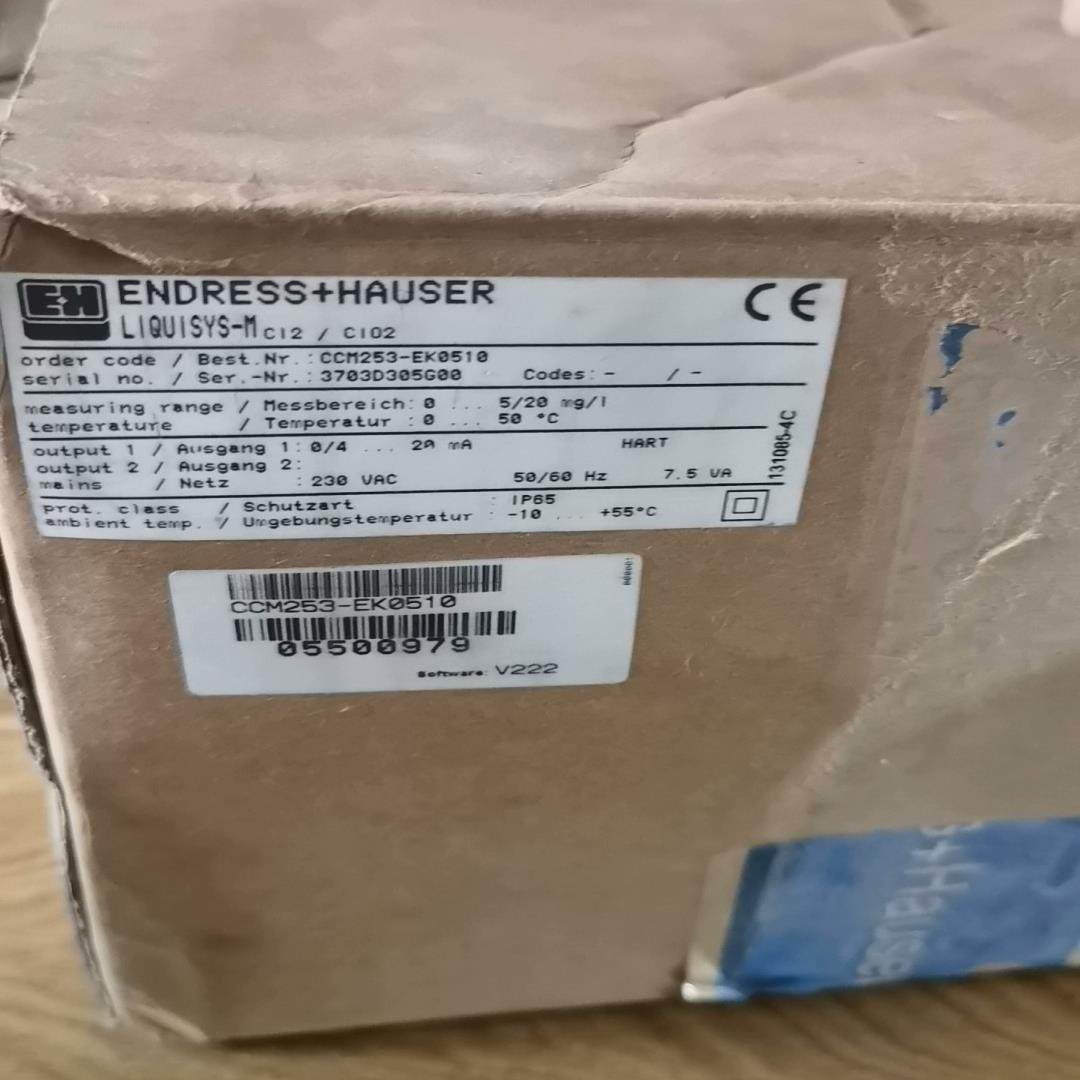 E+H ENDRESS+HAUSER CE
LIQUISYS-M Cl2 / ClO2
order code / Best.Nr.: CCM253-EK0510
serial no. / Ser.-Nr.: 3703D305G00 Codes: - / -
measuring range / Messbereich: 0 ... 5/20 mg/l
temperature / Temperatur : 0 ... 50 °C
output 1 / Ausgang 1: 0/4 ... 20 mA HART
output 2 / Ausgang 2:
mains / Netz : 230 VAC 50/60 Hz 7.5 VA
prot. class / Schutzart : IP65
ambient temp. / Umgebungstemperatur : -10 ... +55°C
131085-4C
CCM253-EK0510
05500979
Software: V222
+Hause